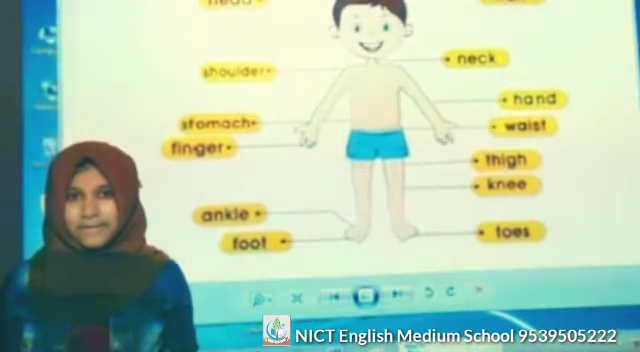 head
shoulder
neck
hand
stomach
waist
finger
thigh
knee
ankle
foot
toes
NICT English Medium School 9539505222